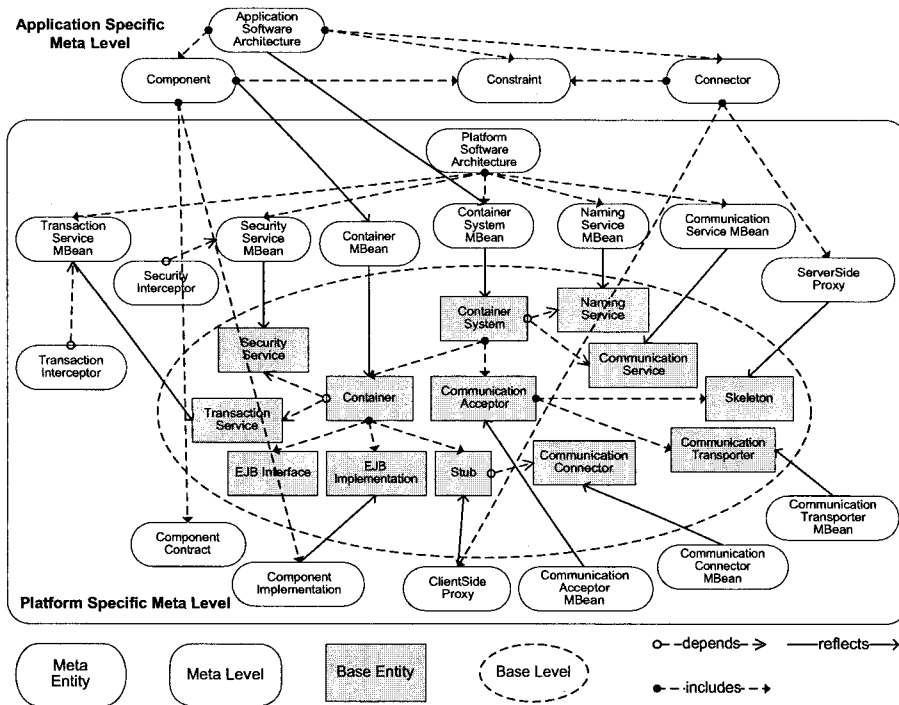 Application Specific
Meta Level
Application
Software
Architecture
Component
Constraint
Connector
Platform
Software
Architecture
Transaction
Service
MBean
Security
Service
MBean
Container
MBean
Container
System
MBean
Naming
Service
MBean
Communication
Service MBean
Security
Interceptor
ServerSide
Proxy
Container
System
Naming
Service
Transaction
Interceptor
Security
Service
Communication
Service
Container
Communication
Acceptor
Skeleton
Transaction
Service
Communication
Transporter
EJB Interface
EJB
Implementation
Stub
Communication
Connector
Component
Contract
Communication
Transporter
MBean
Component
Implementation
ClientSide
Proxy
Communication
Acceptor
MBean
Communication
Connector
MBean
Platform Specific Meta Level
Meta
Entity
Meta Level
Base Entity
Base Level
depends
reflects
includes